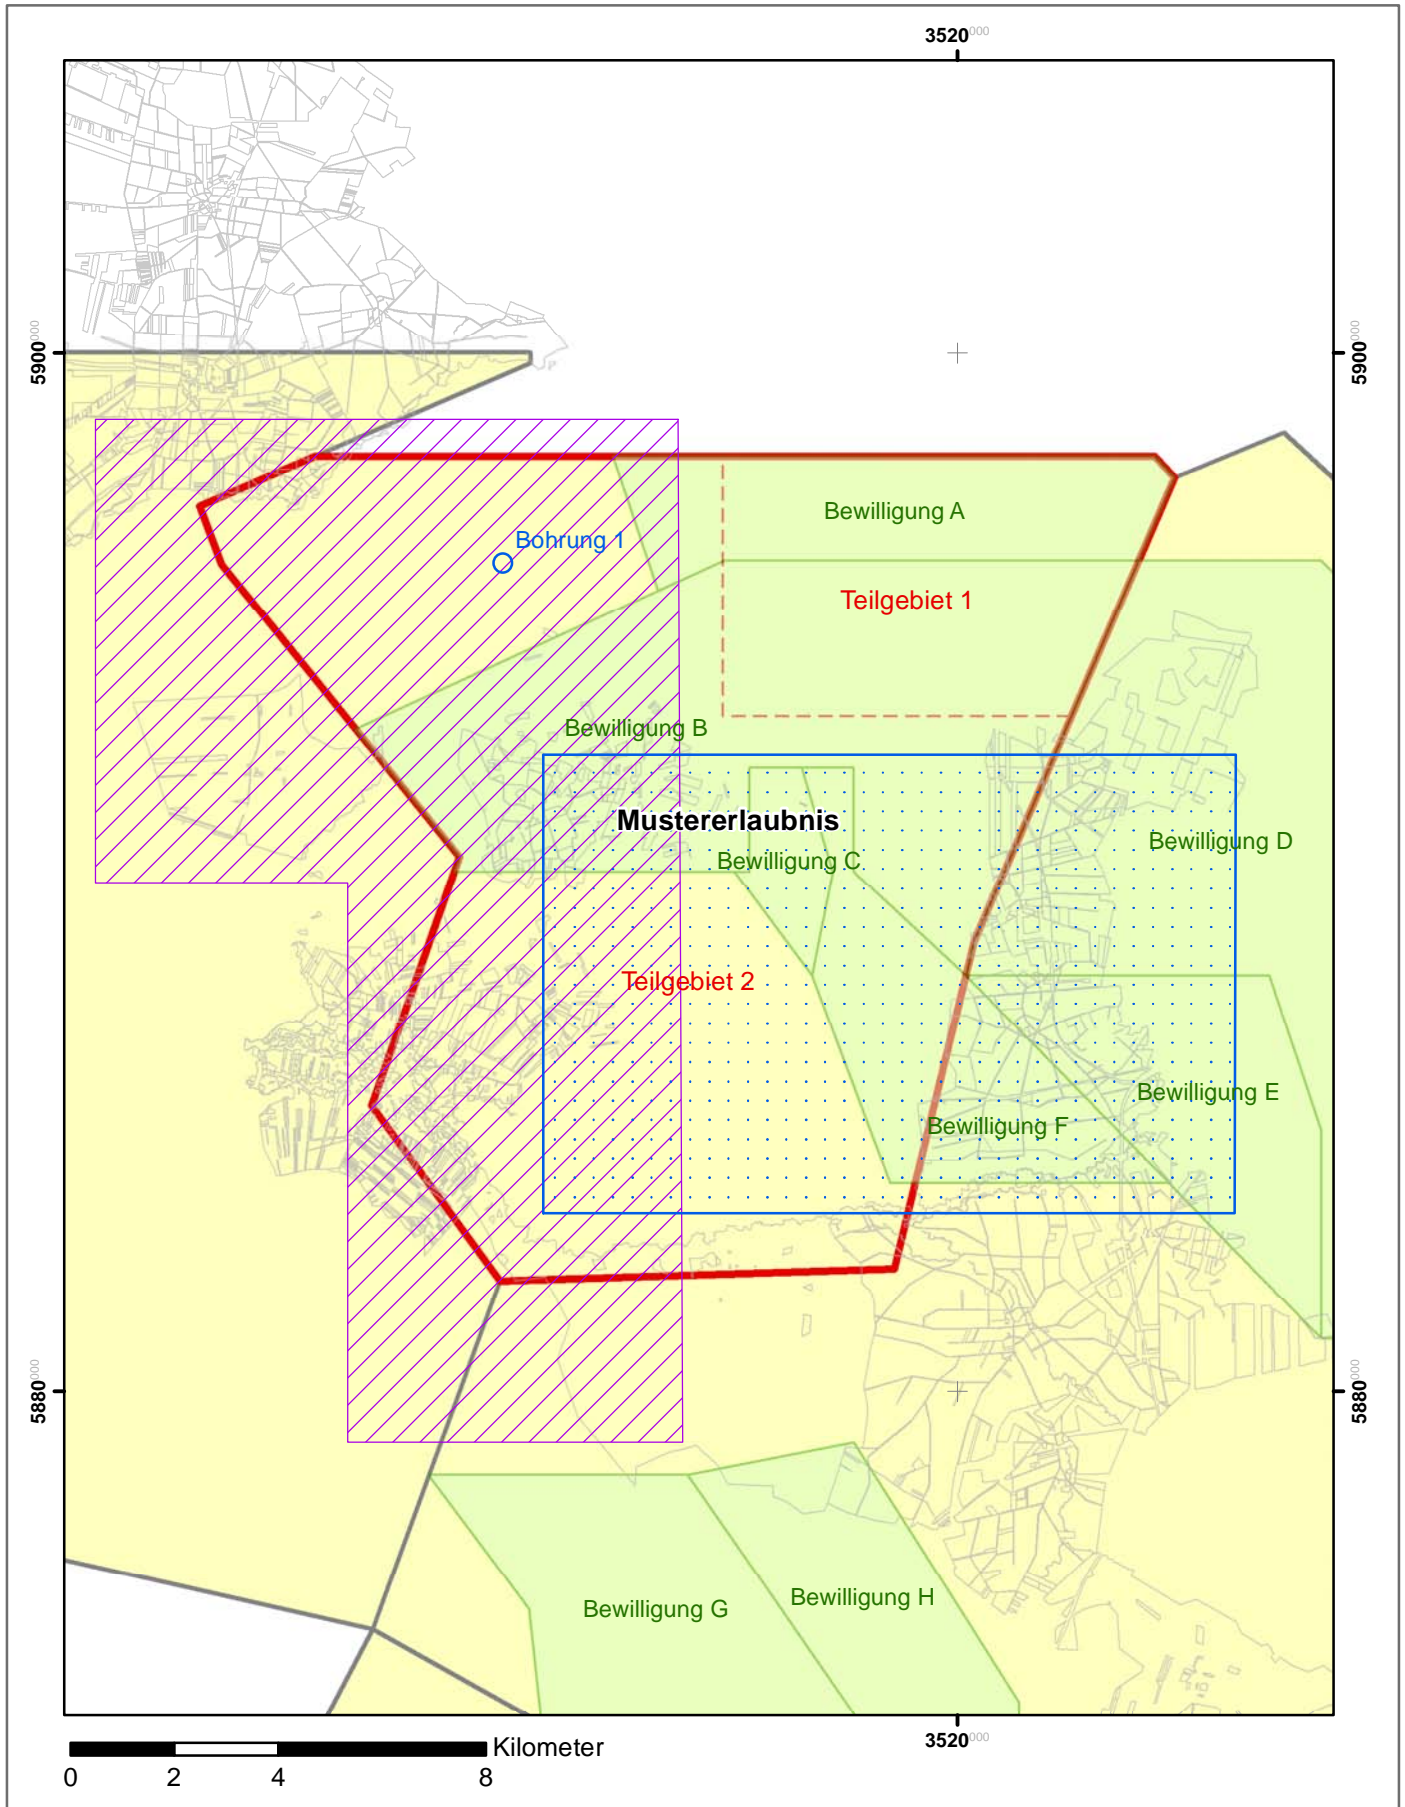 3520000
5900000
5900000
Bewilligung A
Bohrung 1
Teilgebiet 1
Bewilligung B
Mustererlaubnis
Bewilligung D
Bewilligung C
Teilgebiet 2
Bewilligung E
Bewilligung F
5880000
5880000
Bewilligung H
Bewilligung G
3520000
Kilometer
0 2 4 8